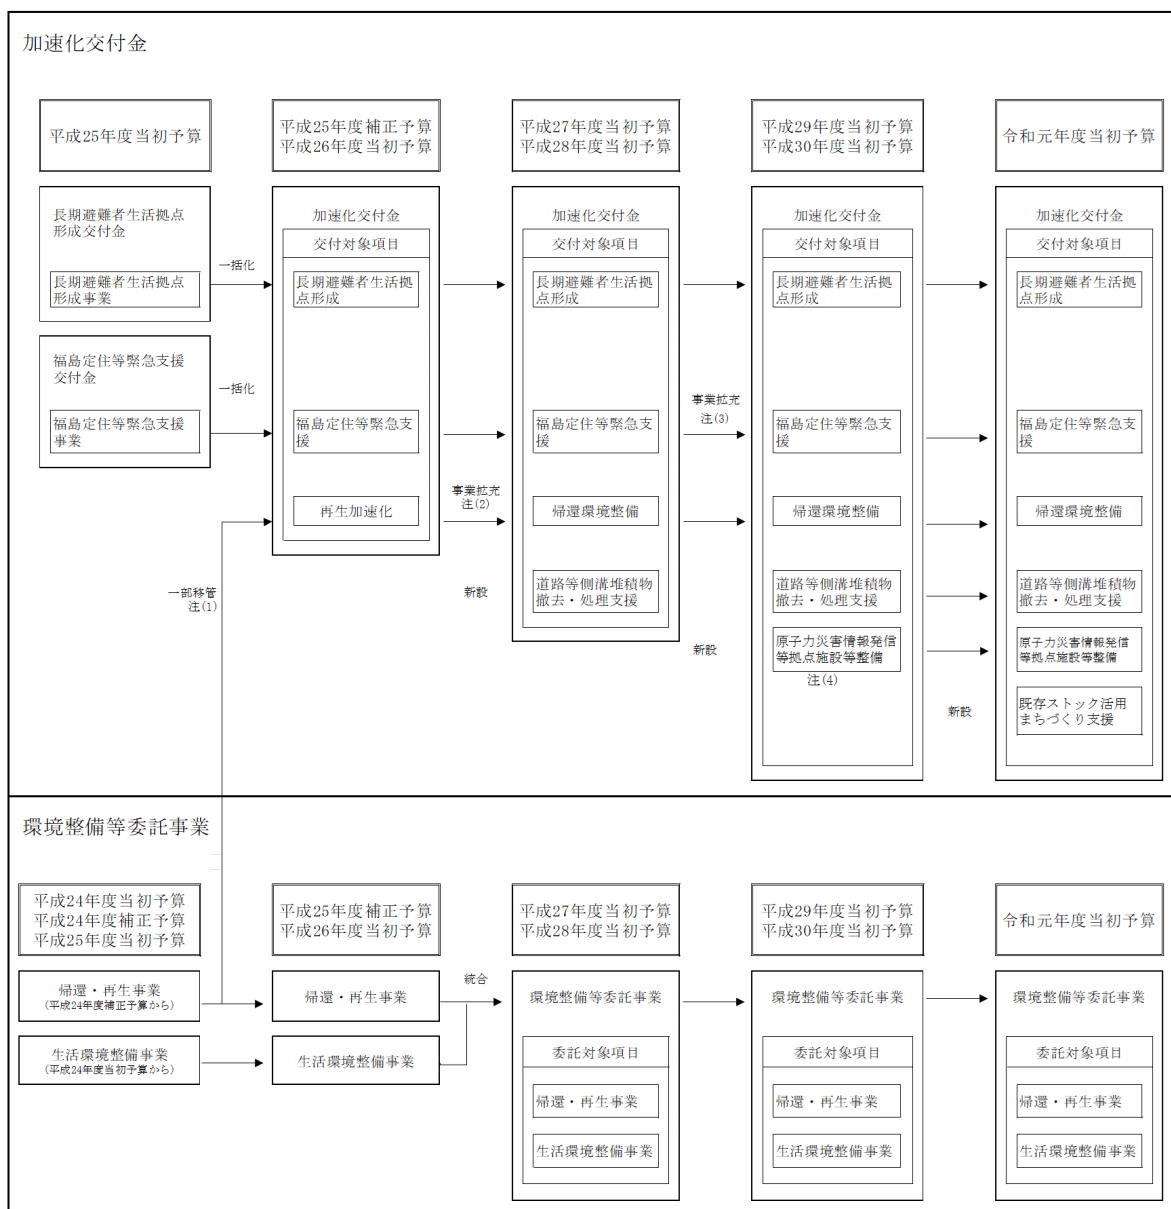 加速化交付金
平成25年度当初予算
平成25年度補正予算
平成26年度当初予算
平成27年度当初予算
平成28年度当初予算
平成29年度当初予算
平成30年度当初予算
令和元年度当初予算
長期避難者生活拠点
形成交付金
長期避難者生活拠点
形成事業
一括化
福島定住等緊急支援
交付金
福島定住等緊急支援
事業
一括化
一部移管
注(1)
加速化交付金
交付対象項目
長期避難者生活拠
点形成
福島定住等緊急支
援
再生加速化
事業拡充
注(2)
新設
加速化交付金
交付対象項目
長期避難者生活拠
点形成
福島定住等緊急支
援
帰還環境整備
道路等側溝堆積物
撤去・処理支援
事業拡充
注(3)
新設
加速化交付金
交付対象項目
長期避難者生活拠
点形成
福島定住等緊急支
援
帰還環境整備
道路等側溝堆積物
撤去・処理支援
原子力災害情報発信
等拠点施設等整備
注(4)
新設
加速化交付金
交付対象項目
長期避難者生活拠
点形成
福島定住等緊急支
援
帰還環境整備
道路等側溝堆積物
撤去・処理支援
原子力災害情報発信
等拠点施設等整備
既存ストック活用
まちづくり支援
環境整備等委託事業
平成24年度当初予算
平成24年度補正予算
平成25年度当初予算
平成25年度補正予算
平成26年度当初予算
平成27年度当初予算
平成28年度当初予算
平成29年度当初予算
平成30年度当初予算
令和元年度当初予算
帰還・再生事業
(平成24年度補正予算から)
生活環境整備事業
(平成24年度当初予算から)
帰還・再生事業
生活環境整備事業
統合
環境整備等委託事業
委託対象項目
帰還・再生事業
生活環境整備事業
環境整備等委託事業
委託対象項目
帰還・再生事業
生活環境整備事業
環境整備等委託事業
委託対象項目
帰還・再生事業
生活環境整備事業